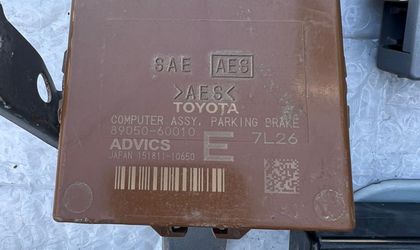 SAE AES
>AES<
TOYOTA
COMPUTER ASSY, PARKING BRAKE
89050-60010 E 7L26
ADVICS
JAPAN 151811-10650